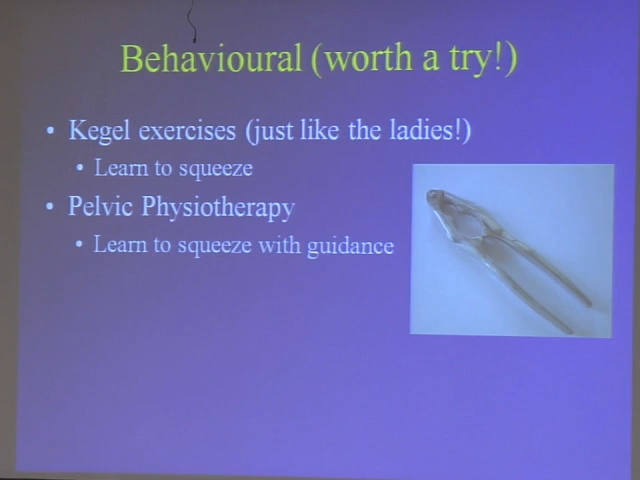 Behavioural (worth a try!)
• Kegel exercises (just like the ladies!)
• Learn to squeeze
• Pelvic Physiotherapy
• Learn to squeeze with guidance